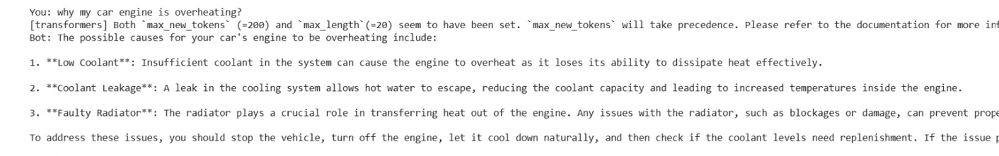 You: why my car engine is overheating?
[transformers] Both `max_new_tokens` (=200) and `max_length`(=20) seem to have been set. `max_new_tokens` will take precedence. Please refer to the documentation for more inf
Bot: The possible causes for your car's engine to be overheating include:
1. **Low Coolant**: Insufficient coolant in the system can cause the engine to overheat as it loses its ability to dissipate heat effectively.
2. **Coolant Leakage**: A leak in the cooling system allows hot water to escape, reducing the coolant capacity and leading to increased temperatures inside the engine.
3. **Faulty Radiator**: The radiator plays a crucial role in transferring heat out of the engine. Any issues with the radiator, such as blockages or damage, can prevent prope
To address these issues, you should stop the vehicle, turn off the engine, let it cool down naturally, and then check if the coolant levels need replenishment. If the issue p